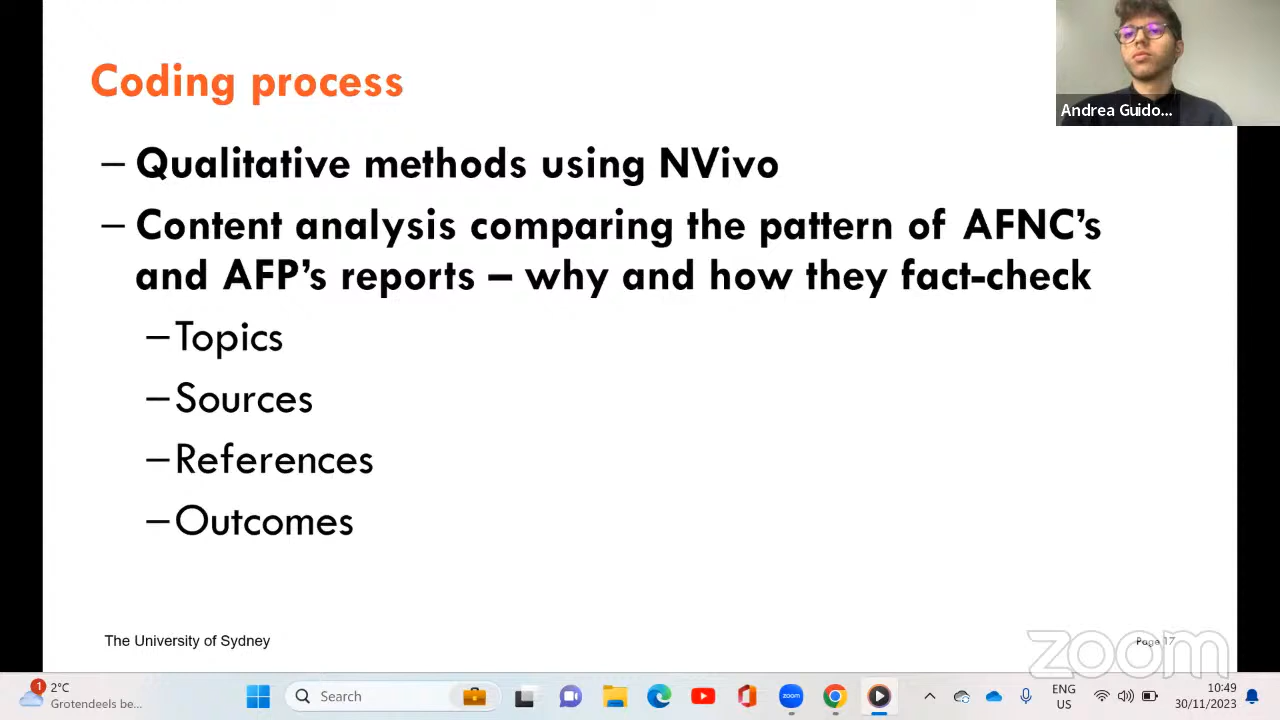 Coding process
Andrea Guido...
– Qualitative methods using NVivo
– Content analysis comparing the pattern of AFNC’s
and AFP’s reports – why and how they fact-check
– Topics
– Sources
– References
– Outcomes
The University of Sydney
Page 17
zoom
1
2°C
Grotendeels be...
Search
zoom
ENG
US
10:49
30/11/2023